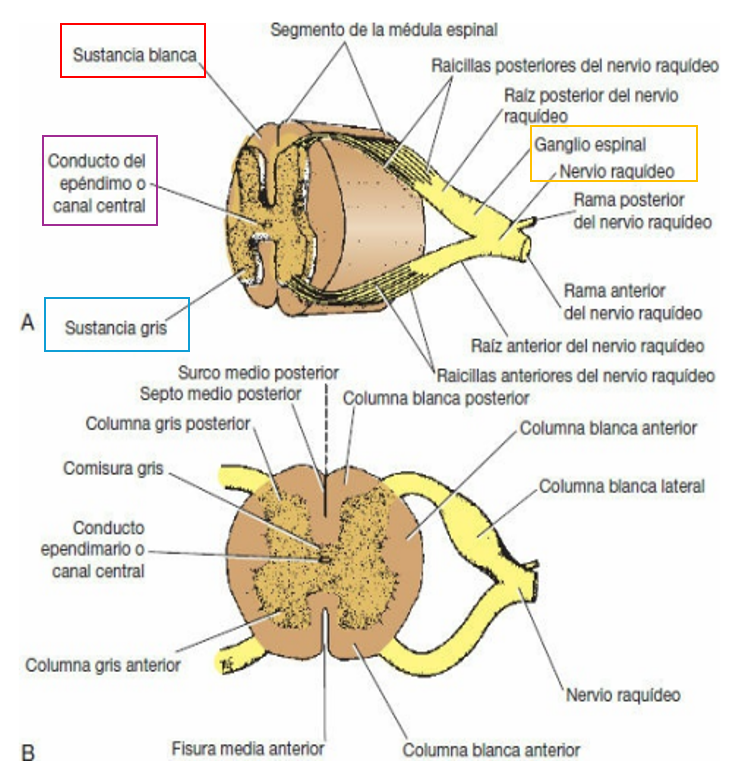 Segmento de la médula espinal
Sustancia blanca
Raicillas posteriores del nervio raquídeo
Raíz posterior del nervio
raquídeo
Ganglio espinal
Nervio raquídeo
Conducto del
epéndimo o
canal central
Rama posterior
del nervio raquídeo
Rama anterior
del nervio raquídeo
A
Sustancia gris
Raíz anterior del nervio raquídeo
Raicillas anteriores del nervio raquídeo
Surco medio posterior
Septo medio posterior
Columna blanca posterior
Columna gris posterior
Columna blanca anterior
Comisura gris
Columna blanca lateral
Conducto
ependimario o
canal central
Columna gris anterior
Nervio raquídeo
B
Fisura media anterior
Columna blanca anterior